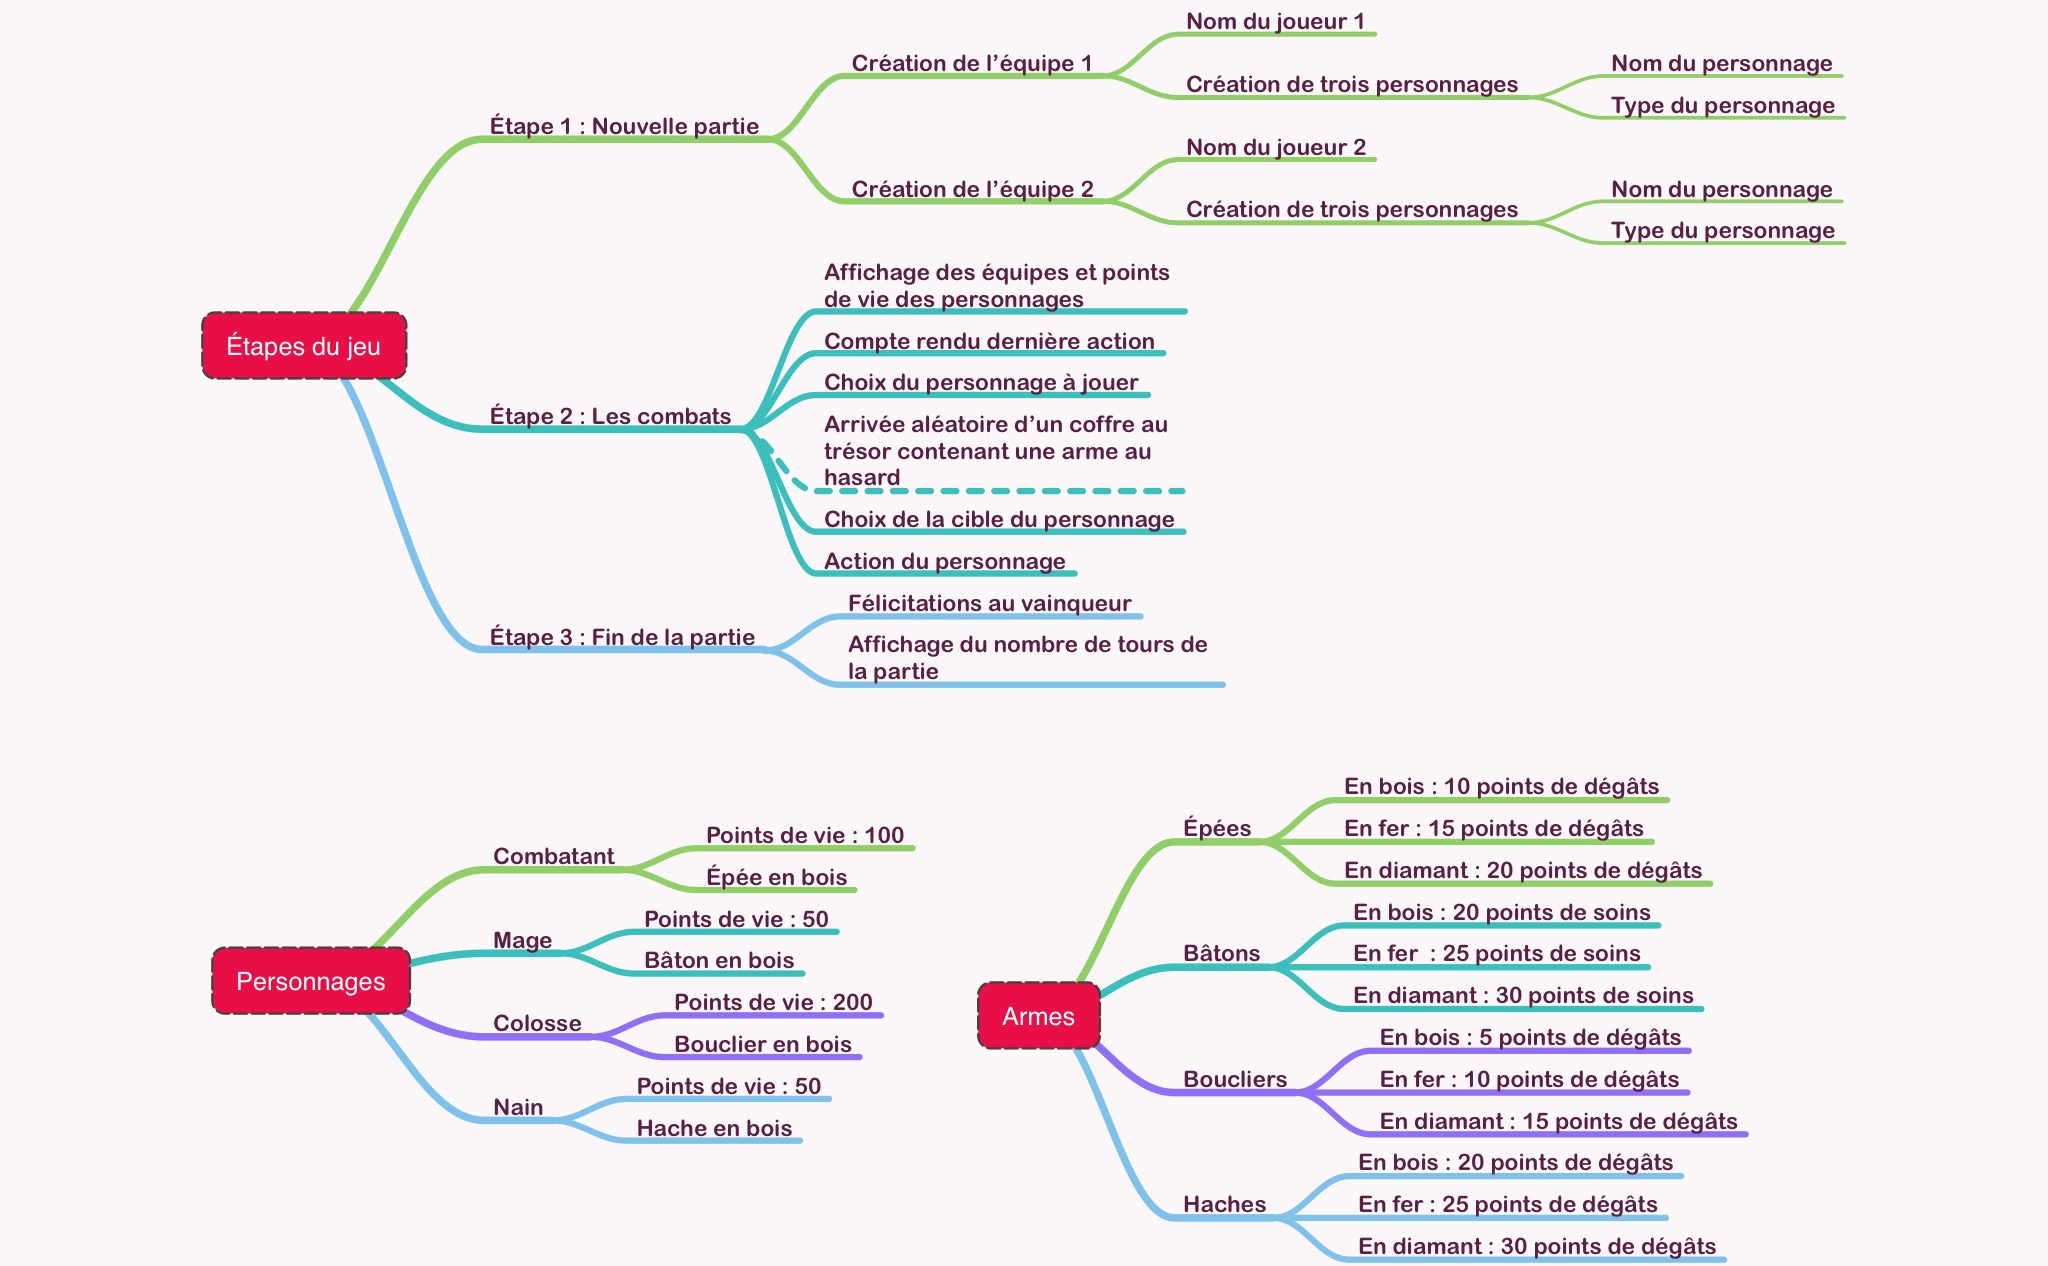 Étapes du jeu
Étape 1 : Nouvelle partie
Création de l’équipe 1
Nom du joueur 1
Création de trois personnages
Nom du personnage
Type du personnage
Création de l’équipe 2
Nom du joueur 2
Création de trois personnages
Nom du personnage
Type du personnage
Étape 2 : Les combats
Affichage des équipes et points
de vie des personnages
Compte rendu dernière action
Choix du personnage à jouer
Arrivée aléatoire d’un coffre au
trésor contenant une arme au
hasard
Choix de la cible du personnage
Action du personnage
Étape 3 : Fin de la partie
Félicitations au vainqueur
Affichage du nombre de tours de
la partie
Personnages
Combatant
Points de vie : 100
Épée en bois
Mage
Points de vie : 50
Bâton en bois
Colosse
Points de vie : 200
Bouclier en bois
Nain
Points de vie : 50
Hache en bois
Armes
Épées
En bois : 10 points de dégâts
En fer : 15 points de dégâts
En diamant : 20 points de dégâts
Bâtons
En bois : 20 points de soins
En fer  : 25 points de soins
En diamant : 30 points de soins
Boucliers
En bois : 5 points de dégâts
En fer : 10 points de dégâts
En diamant : 15 points de dégâts
Haches
En bois : 20 points de dégâts
En fer : 25 points de dégâts
En diamant : 30 points de dégâts